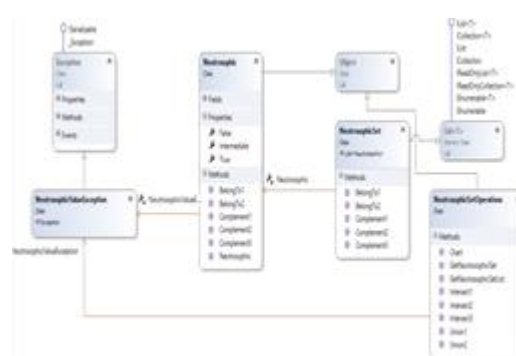 ISerializable
_Exception
Exception
Class
Properties
Methods
Events
NeutrosophicValueException
Class
Exception
NeutrosophicValueException
Neutrosophic
Class
Fields
Properties
False
Intermediate
True
Methods
BelongTo1
BelongTo2
Complement1
Complement2
Complement3
Neutrosophic
Object
Class
NeutrosophicSet
Class
Methods
BelongTo1
BelongTo2
Complement1
Complement2
Complement3
Neutrosophic
IList<T>
ICollection<T>
IList
ICollection
IReadOnlyList<T>
IReadOnlyCollection<T>
IEnumerable<T>
IEnumerable
List<T>
Generic Class
NeutrosophicSetOperations
Class
Methods
Chart
GetNeutrosophicSet
GetNeutrosophicSetList
Intersect1
Intersect2
Intersect3
Union1
Union2